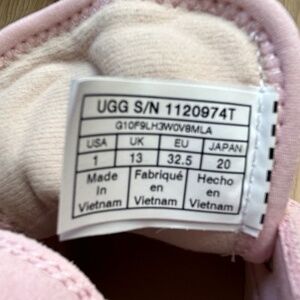 UGG S/N 1120974T
G10F9LH3W0V8MLA
USA UK EU JAPAN
1 13 32.5 20
Made Fabriqué Hecho
In en en
Vietnam Vietnam Vietnam